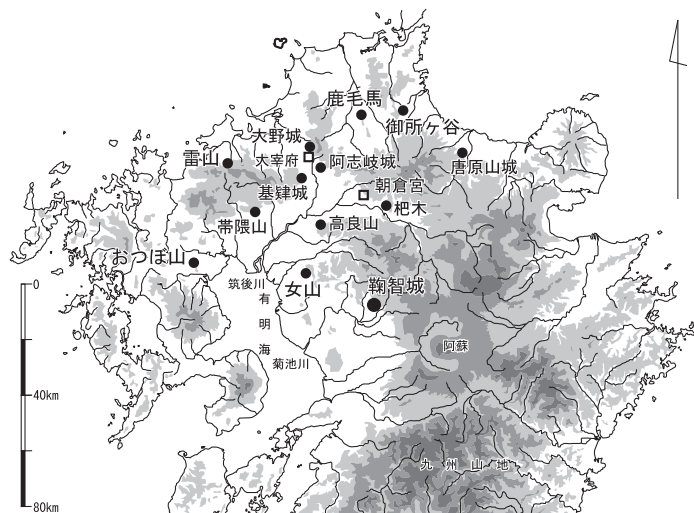 鹿毛馬
御所ヶ谷
大野城
雷山
大宰府
阿志岐城
唐原山城
基肄城
朝倉宮
杷木
帯隈山
高良山
おつぼ山
筑後川
女山
鞠智城
0
有明海
阿蘇
菊池川
40km
九州山地
80km